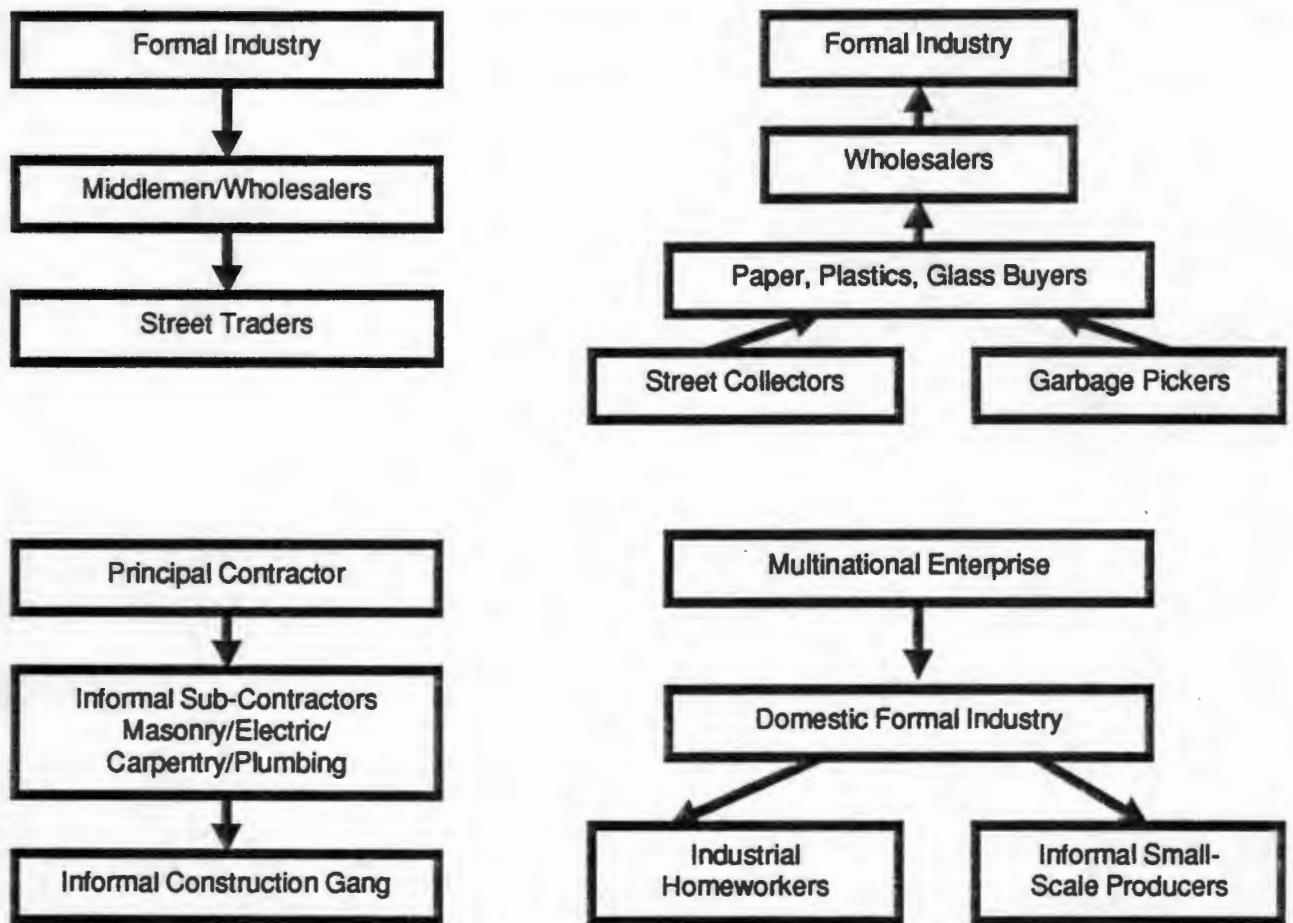 Formal Industry
Middlemen/Wholesalers
Street Traders
Formal Industry
Wholesalers
Paper, Plastics, Glass Buyers
Street Collectors
Garbage Pickers
Principal Contractor
Informal Sub-Contractors
Masonry/Electric/
Carpentry/Plumbing
Informal Construction Gang
Multinational Enterprise
Domestic Formal Industry
Industrial
Homeworkers
Informal Small-
Scale Producers